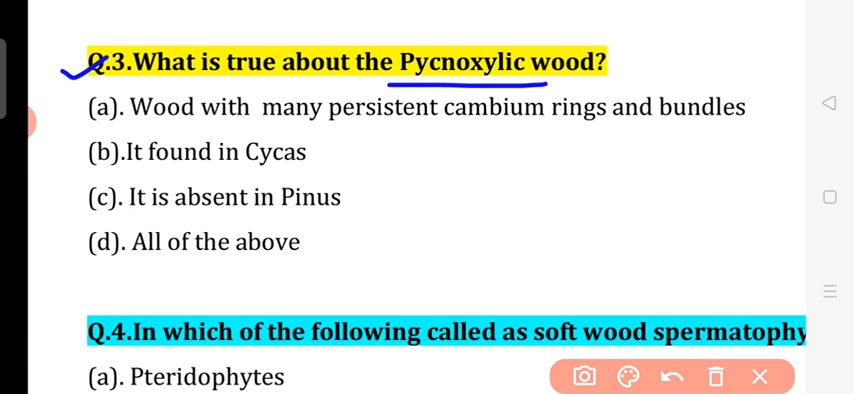 Q.3.What is true about the Pycnoxylic wood?
(a). Wood with many persistent cambium rings and bundles
(b).It found in Cycas
(c). It is absent in Pinus
(d). All of the above
Q.4.In which of the following called as soft wood spermatophy
(a). Pteridophytes